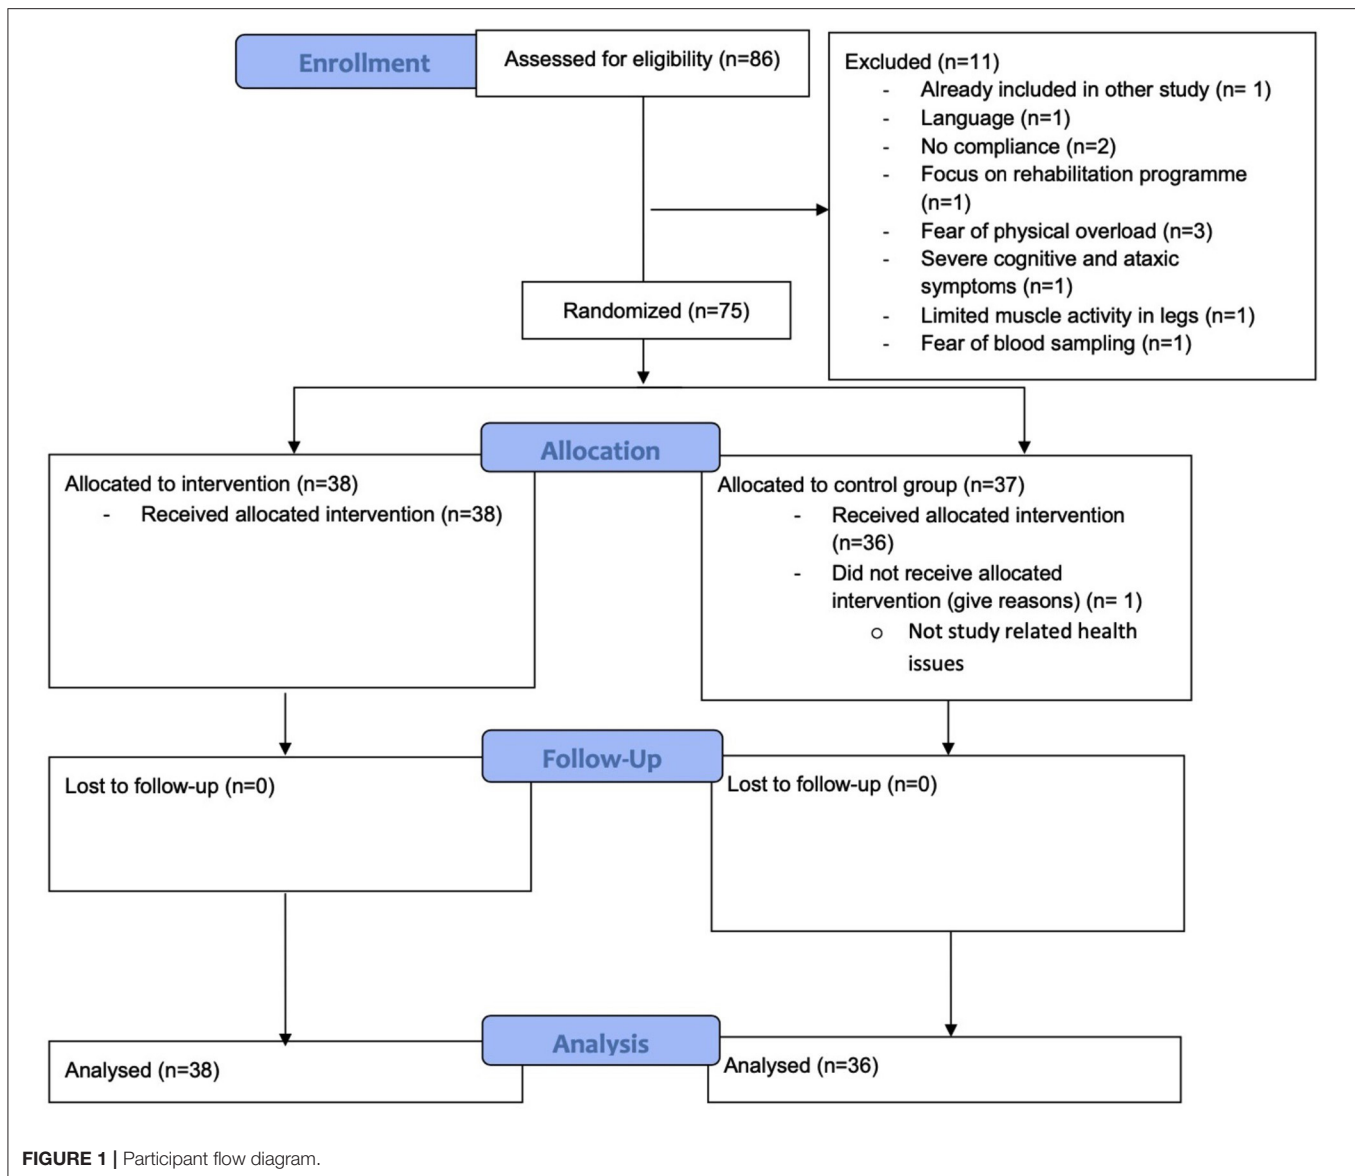 Enrollment
Assessed for eligibility (n=86)
Excluded (n=11)
- Already included in other study (n= 1)
- Language (n=1)
- No compliance (n=2)
- Focus on rehabilitation programme
(n=1)
- Fear of physical overload (n=3)
- Severe cognitive and ataxic
symptoms (n=1)
- Limited muscle activity in legs (n=1)
- Fear of blood sampling (n=1)
Randomized (n=75)
Allocation
Allocated to intervention (n=38)
- Received allocated intervention (n=38)
Allocated to control group (n=37)
- Received allocated intervention
(n=36)
- Did not receive allocated
intervention (give reasons) (n= 1)
o Not study related health
issues
Follow-Up
Lost to follow-up (n=0)
Lost to follow-up (n=0)
Analysis
Analysed (n=38)
Analysed (n=36)
FIGURE 1 | Participant flow diagram.